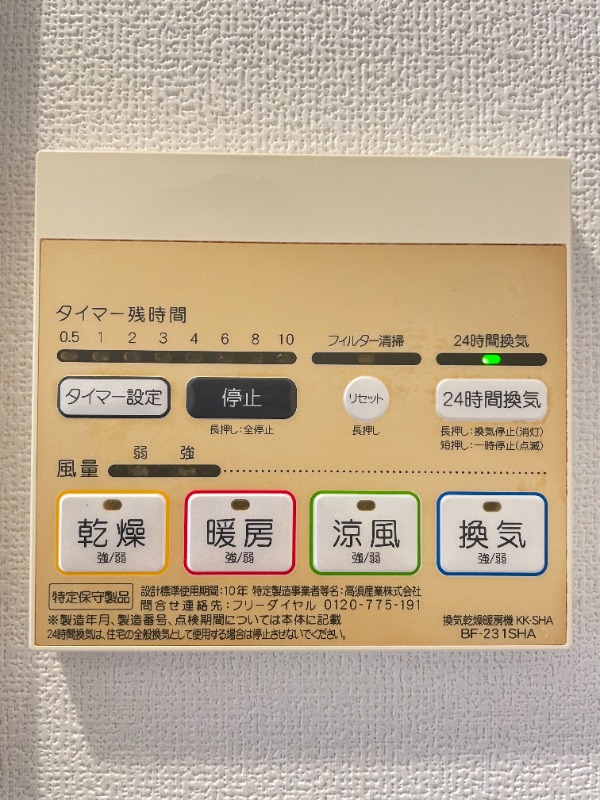 タイマー残時間
0.5 1 2 3 4 6 8 10
フィルター清掃
24時間換気
タイマー設定
停止
リセット
24時間換気
長押し:全停止
長押し
長押し:換気停止(消灯)
短押し:一時停止(点滅)
弱 強
風量
乾燥
強/弱
暖房
強/弱
涼風
強/弱
換気
強/弱
特定保守製品
設計標準使用期間:10年 特定製造事業者等名:高須産業株式会社
問合せ連絡先:フリーダイヤル 0120-775-191
※製造年月、製造番号、点検期間については本体に記載
24時間換気は、住宅の全般換気として使用する場合は停止させないでください。
換気乾燥暖房機 KK-SHA
BF-231SHA